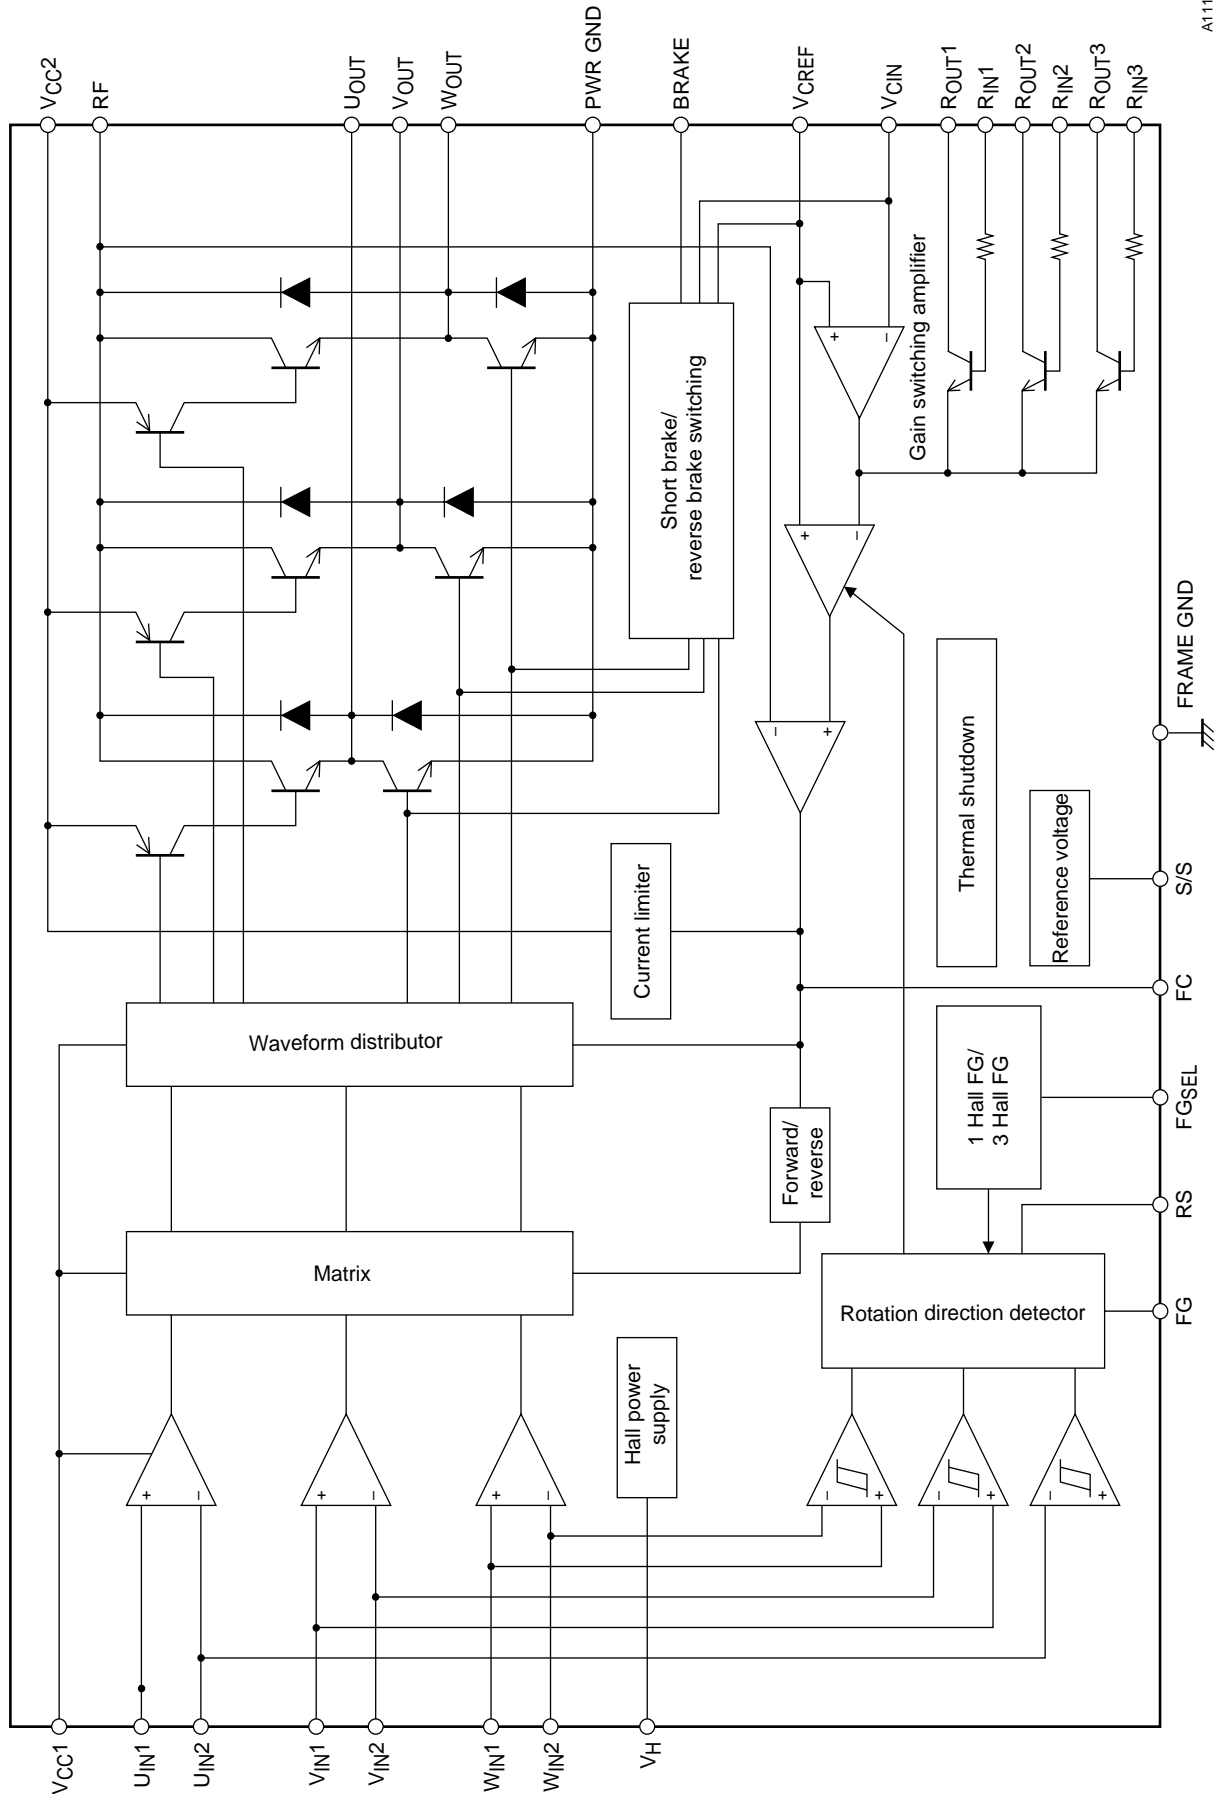 A111
VCC2
RF
UOUT
VOUT
WOUT
PWR GND
BRAKE
VCREF
VCIN
ROUT1
RIN1
ROUT2
RIN2
ROUT3
RIN3
Short brake/
reverse brake switching
+
−
Gain switching amplifier
+
−
−
+
Current limiter
Thermal shutdown
Reference voltage
Waveform distributor
Forward/
reverse
1 Hall FG/
3 Hall FG
Matrix
Rotation direction detector
Hall power
supply
+
−
+
−
+
−
−
+
−
+
−
+
FRAME GND
S/S
FC
FGSEL
RS
FG
VCC1
UIN1
UIN2
VIN1
VIN2
WIN1
WIN2
VH